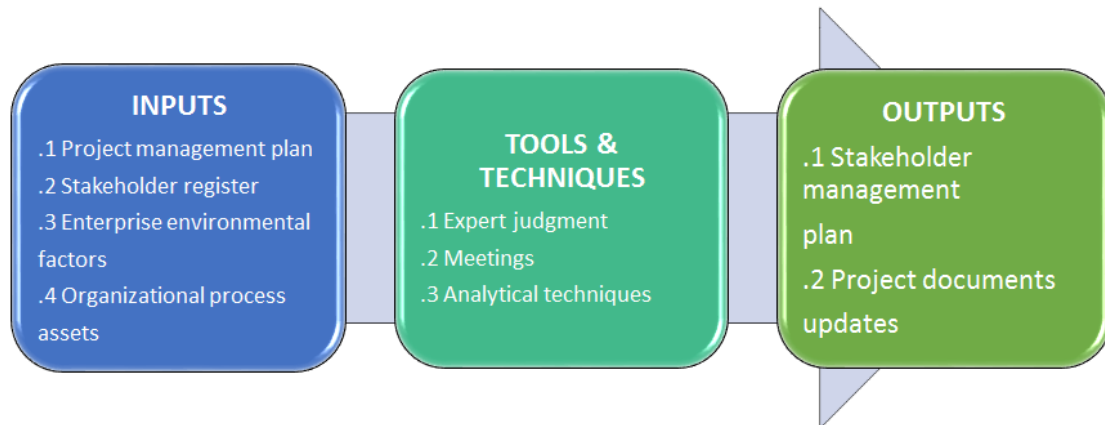 INPUTS
.1 Project management plan
.2 Stakeholder register
.3 Enterprise environmental
factors
.4 Organizational process
assets
TOOLS &
TECHNIQUES
.1 Expert judgment
.2 Meetings
.3 Analytical techniques
OUTPUTS
.1 Stakeholder
management
plan
.2 Project documents
updates